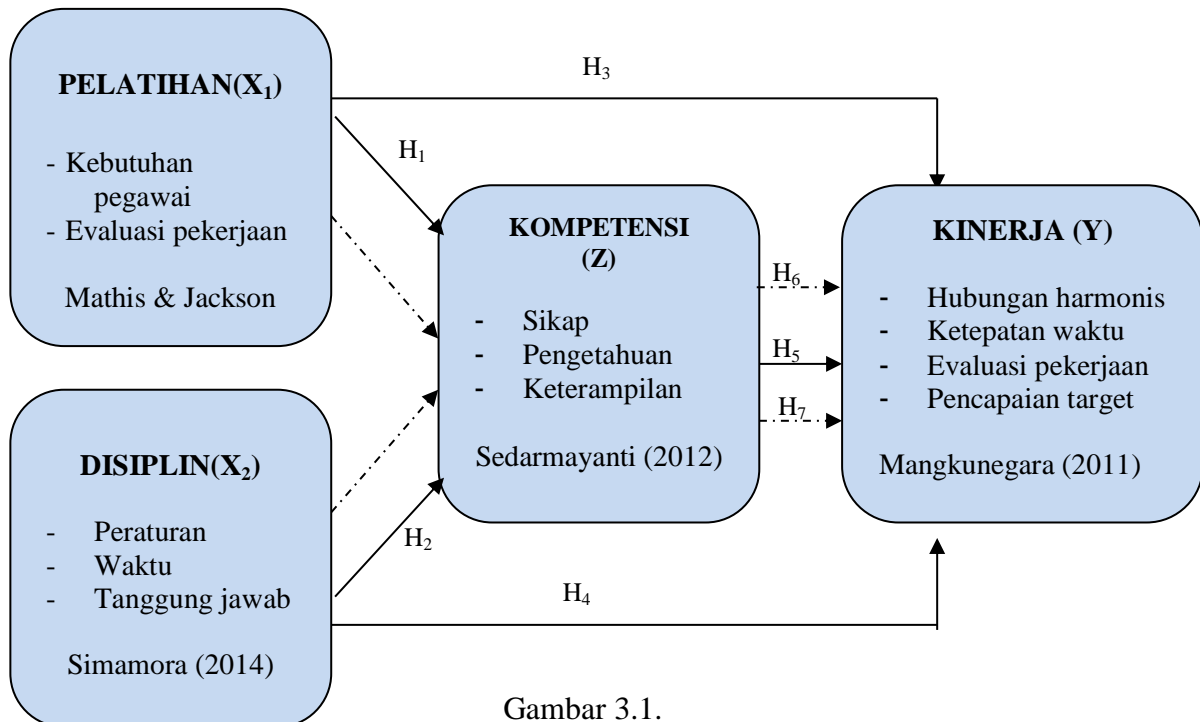 PELATIHAN(X₁)
- Kebutuhan
pegawai
- Evaluasi pekerjaan
Mathis & Jackson
H₃
H₁
KOMPETENSI
(Z)
- Sikap
- Pengetahuan
- Keterampilan
Sedarmayanti (2012)
H₆
H₅
H₇
KINERJA (Y)
- Hubungan harmonis
- Ketepatan waktu
- Evaluasi pekerjaan
- Pencapaian target
Mangkunegara (2011)
DISIPLIN(X₂)
- Peraturan
- Waktu
- Tanggung jawab
Simamora (2014)
H₂
H₄
Gambar 3.1.